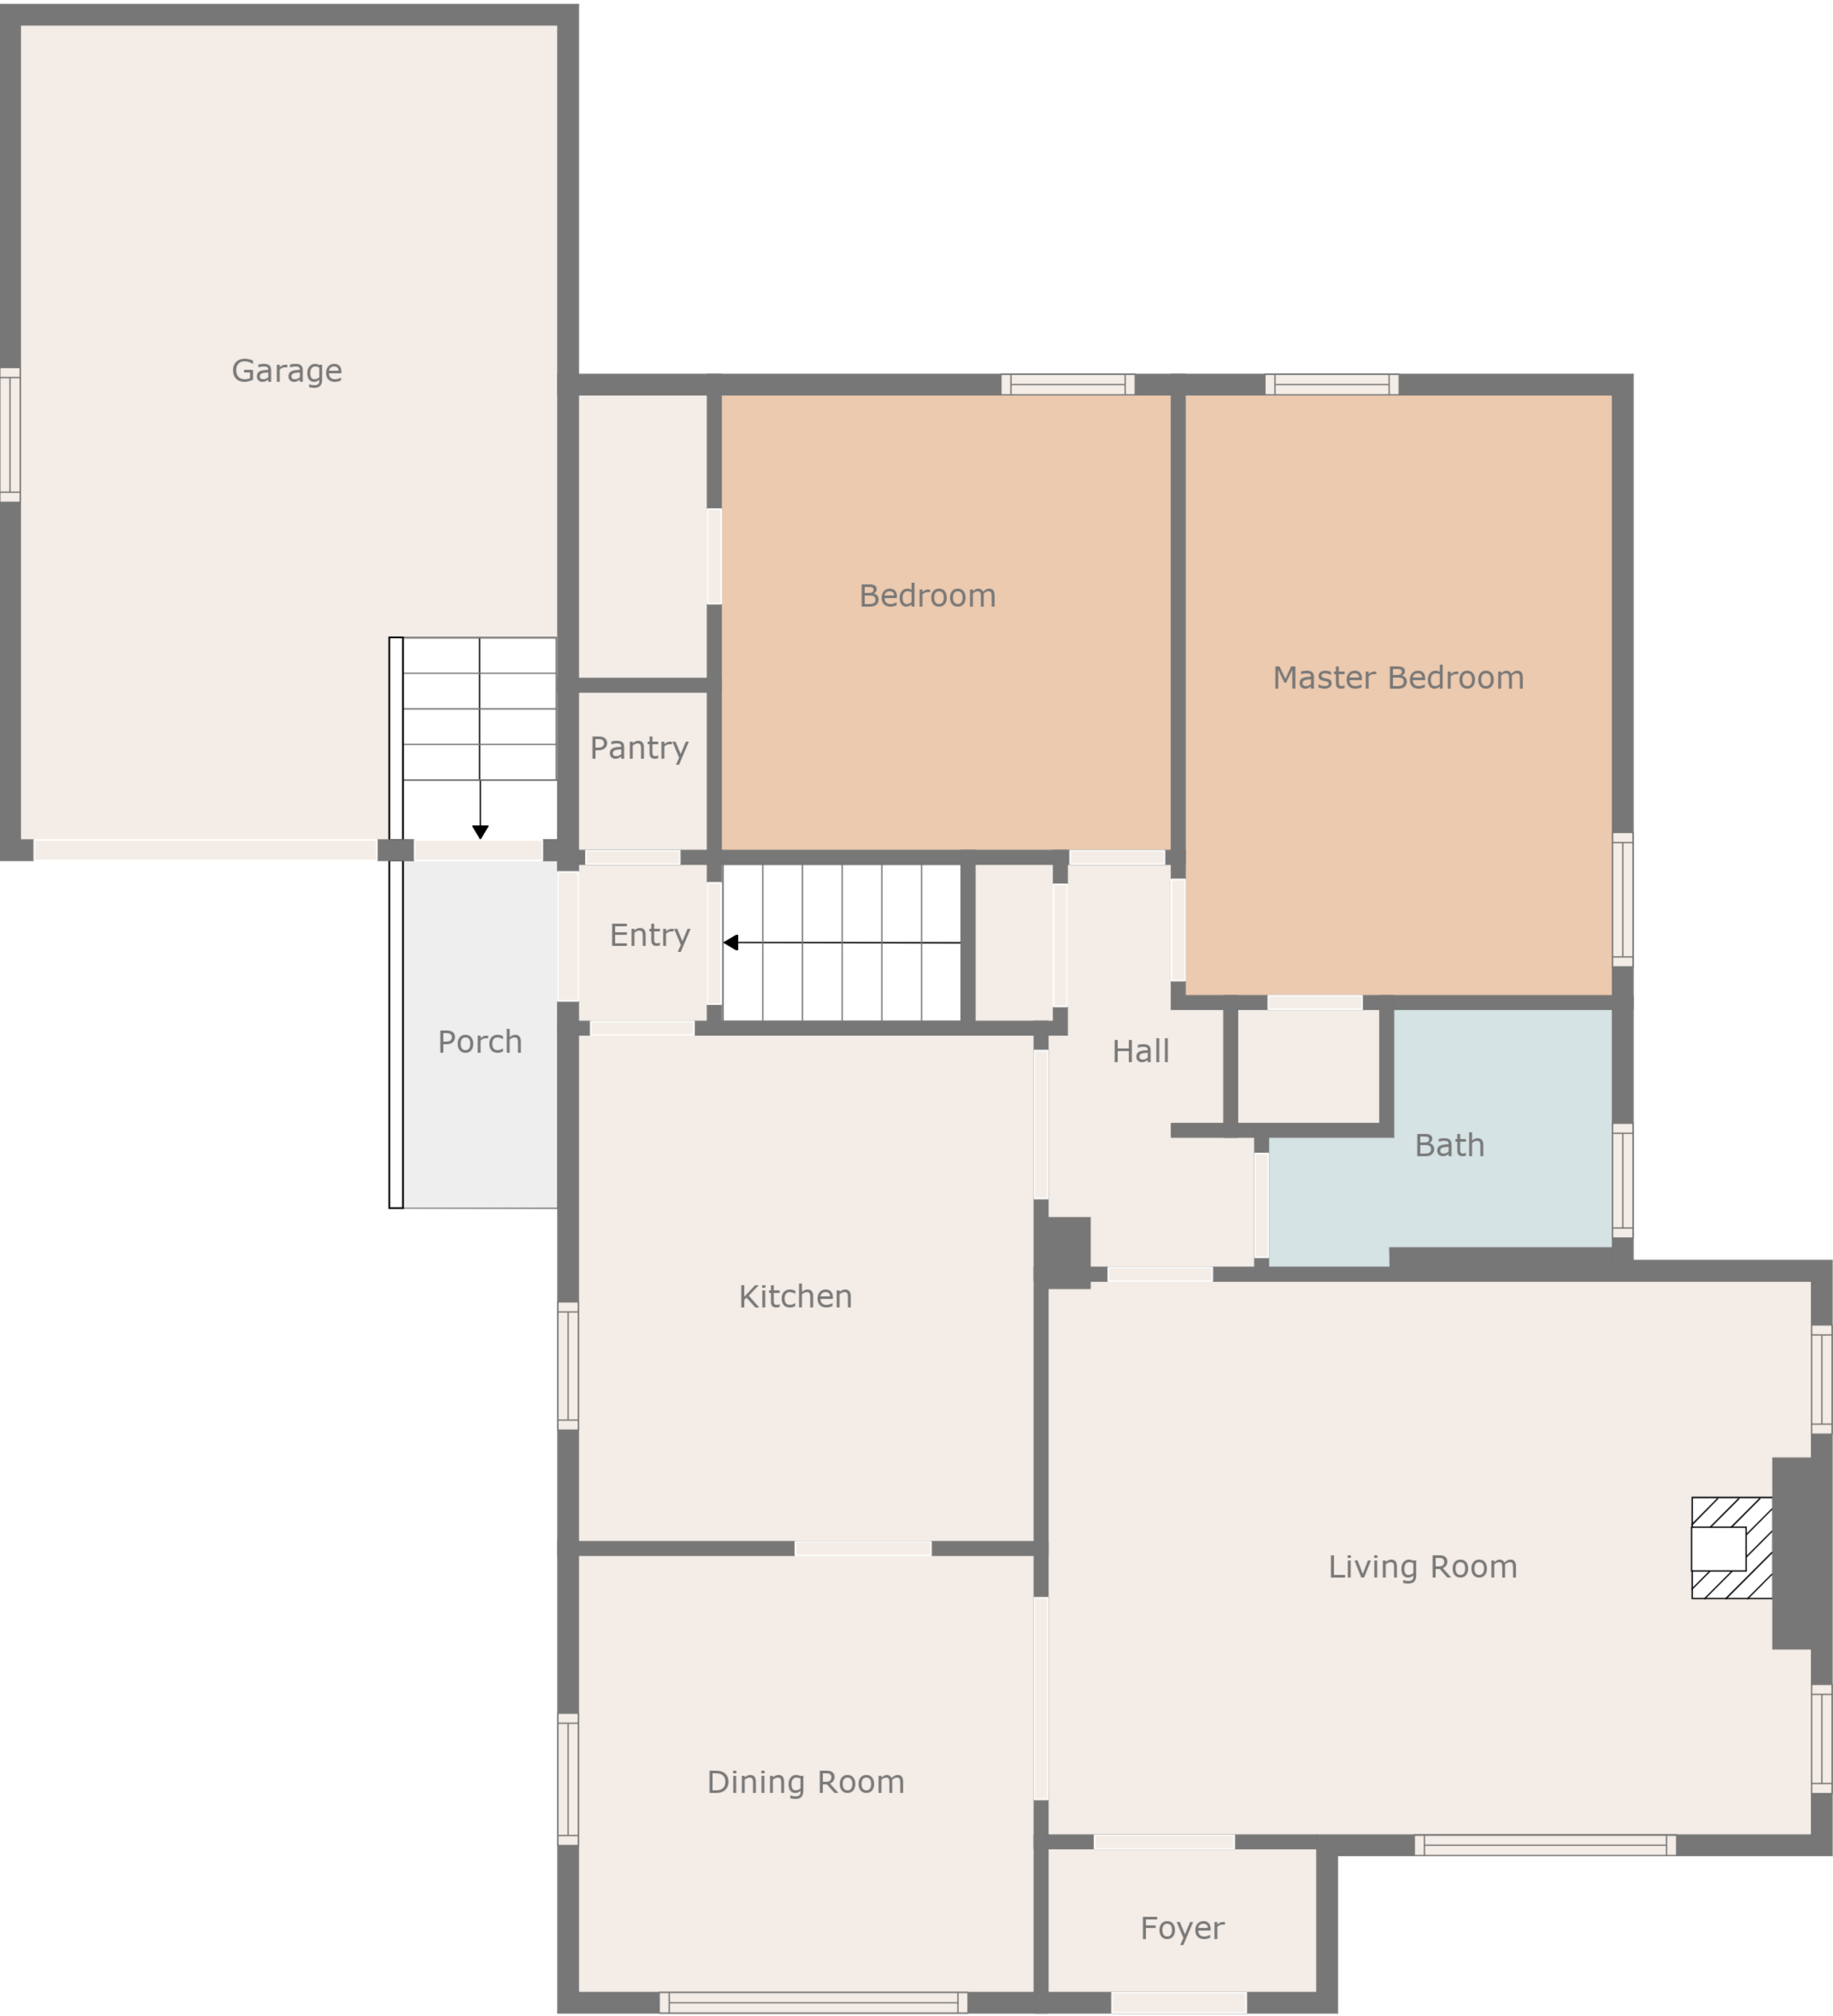 Garage
Bedroom
Master Bedroom
Pantry
Entry
Porch
Hall
Bath
Kitchen
Living Room
Dining Room
Foyer